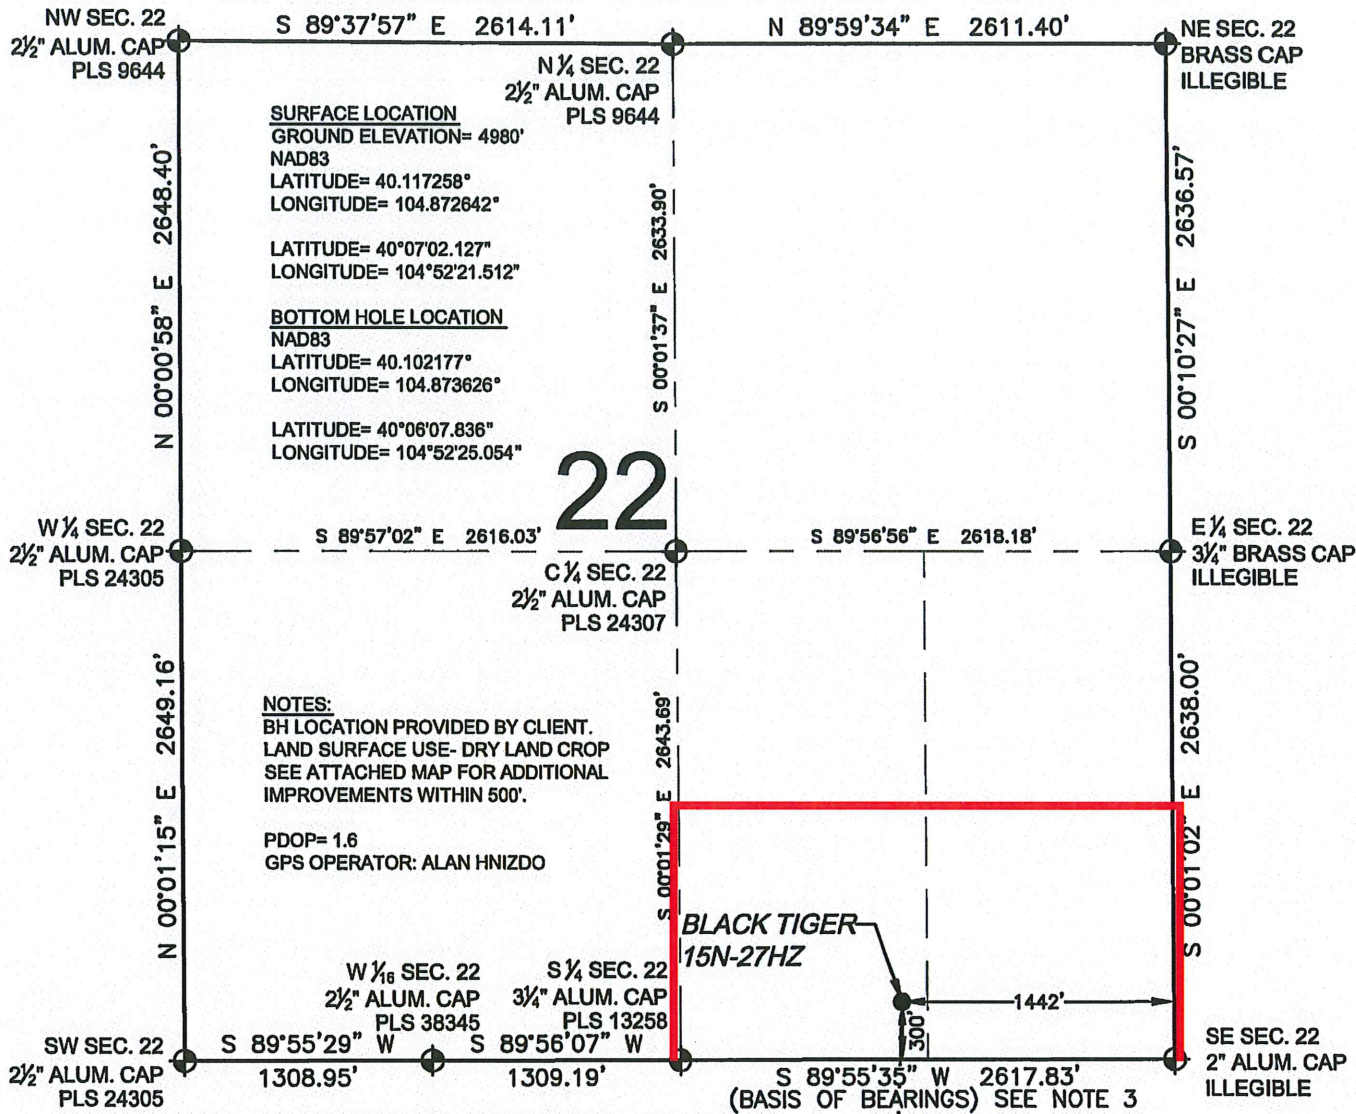 NW SEC. 22
2½" ALUM. CAP
PLS 9644
S 89°37'57" E 2614.11'
N 89°59'34" E 2611.40'
NE SEC. 22
BRASS CAP
ILLEGIBLE
N ¼ SEC. 22
2½" ALUM. CAP
PLS 9644
SURFACE LOCATION
GROUND ELEVATION= 4980'
NAD83
LATITUDE= 40.117258°
LONGITUDE= 104.872642°
LATITUDE= 40°07'02.127"
LONGITUDE= 104°52'21.512"
BOTTOM HOLE LOCATION
NAD83
LATITUDE= 40.102177°
LONGITUDE= 104.873626°
LATITUDE= 40°06'07.836"
LONGITUDE= 104°52'25.054"
N 00°00'58" E 2648.40'
S 00°01'37" E 2633.90'
S 00°10'27" E 2636.57'
22
W ¼ SEC. 22
2½" ALUM. CAP
PLS 24305
S 89°57'02" E 2616.03'
S 89°56'56" E 2618.18'
E ¼ SEC. 22
3¼" BRASS CAP
ILLEGIBLE
C ¼ SEC. 22
2½" ALUM. CAP
PLS 24307
N 00°01'15" E 2649.16'
NOTES:
BH LOCATION PROVIDED BY CLIENT.
LAND SURFACE USE- DRY LAND CROP
SEE ATTACHED MAP FOR ADDITIONAL
IMPROVEMENTS WITHIN 500'.
PDOP= 1.6
GPS OPERATOR: ALAN HNIZDO
S 00°01'29" E 2643.69'
S 00°01'02" E 2638.00'
BLACK TIGER
15N-27HZ
1442'
300'
W 1⁄16 SEC. 22
2½" ALUM. CAP
PLS 38345
S ¼ SEC. 22
3¼" ALUM. CAP
PLS 13258
SW SEC. 22
2½" ALUM. CAP
PLS 24305
S 89°55'29" W
1308.95'
S 89°56'07" W
1309.19'
S 89°55'35" W 2617.83'
(BASIS OF BEARINGS) SEE NOTE 3
SE SEC. 22
2" ALUM. CAP
ILLEGIBLE